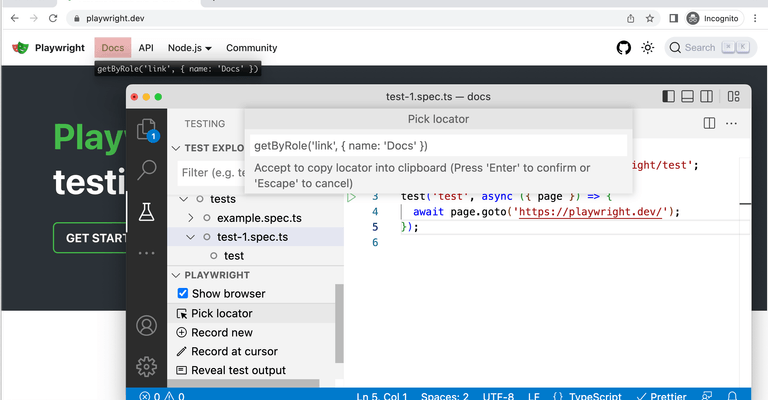 playwright.dev
Incognito
Playwright
Docs
API
Node.js
Community
Search
⌘
K
getByRole('link', { name: 'Docs' })
Play
testi
GET START
test-1.spec.ts — docs
Pick locator
getByRole('link', { name: 'Docs' })
Accept to copy locator into clipboard (Press 'Enter' to confirm or
'Escape' to cancel)
1
TESTING
TEST EXPLO
Filter (e.g. te
tests
example.spec.ts
test-1.spec.ts
test
PLAYWRIGHT
Show browser
Pick locator
Record new
Record at cursor
Reveal test output
right/test';
3 test('test', async ({ page }) => {
4 await page.goto('https://playwright.dev/');
5 });
6
0 0
Ln 5, Col 1
Spaces: 2
UTF-8
LF
{} TypeScript
Prettier